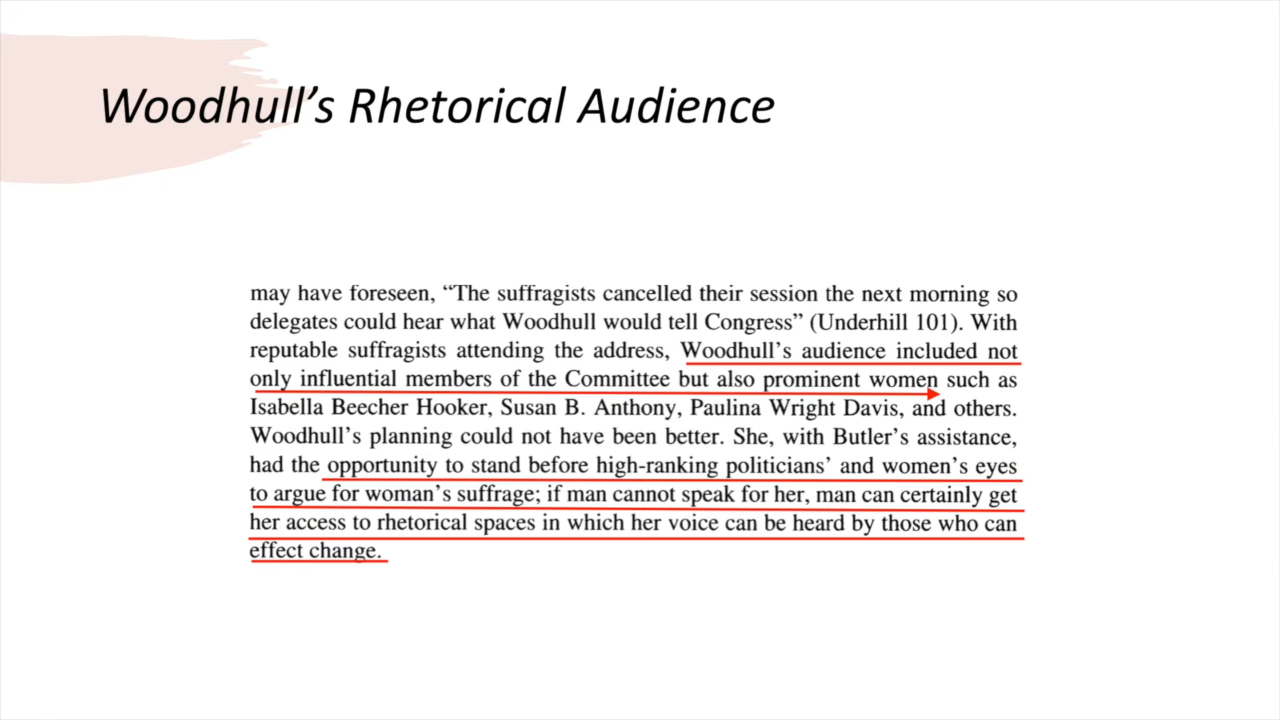 Woodhull’s Rhetorical Audience
may have foreseen, “The suffragists cancelled their session the next morning so
delegates could hear what Woodhull would tell Congress” (Underhill 101). With
reputable suffragists attending the address, Woodhull’s audience included not
only influential members of the Committee but also prominent women such as
Isabella Beecher Hooker, Susan B. Anthony, Paulina Wright Davis, and others.
Woodhull’s planning could not have been better. She, with Butler’s assistance,
had the opportunity to stand before high-ranking politicians’ and women’s eyes
to argue for woman’s suffrage; if man cannot speak for her, man can certainly get
her access to rhetorical spaces in which her voice can be heard by those who can
effect change.